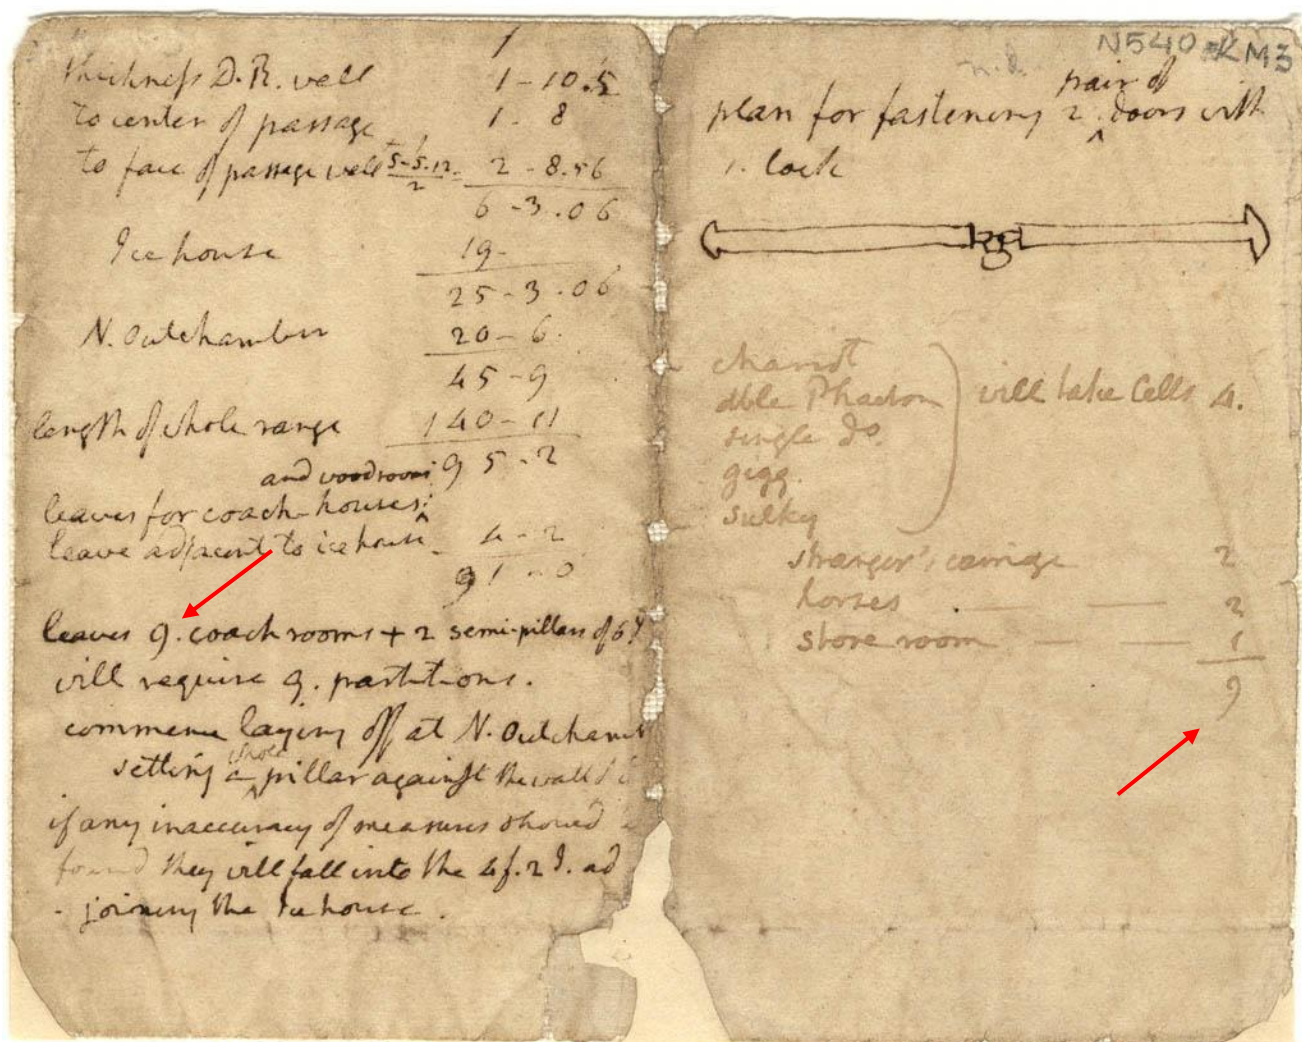 1
thickness D.R. wall 1-10.5
to center of passage 1. 8
to face of passage wall 5-5.12/2 = 2-8.56
6-3.06
Ice house 19-
25-3.06
N. Outchamber 20-6.
45-9
length of whole range 140-11
95-2
and woodroom
leaves for coach-houses
leave adjacent to ice house - 4-2
91-0
leaves 9. coach rooms + 2 semi-pillars of 6 I.
will require 9. partitions.
commence laying off at N. Outchamb
whole
setting a ^ pillar against the wall
if any inaccuracy of measures should
found they will fall into the 4 f. 2 I. ad
-joining the Ice house.
N540 KM3
n.d.
pair of
plan for fastening 2. ^ doors with
1. lock
chariot
dble Phaeton will take Cells 4.
single do.
gigg.
sulky
stranger's carriage 2
horses . 2
store room 1
9